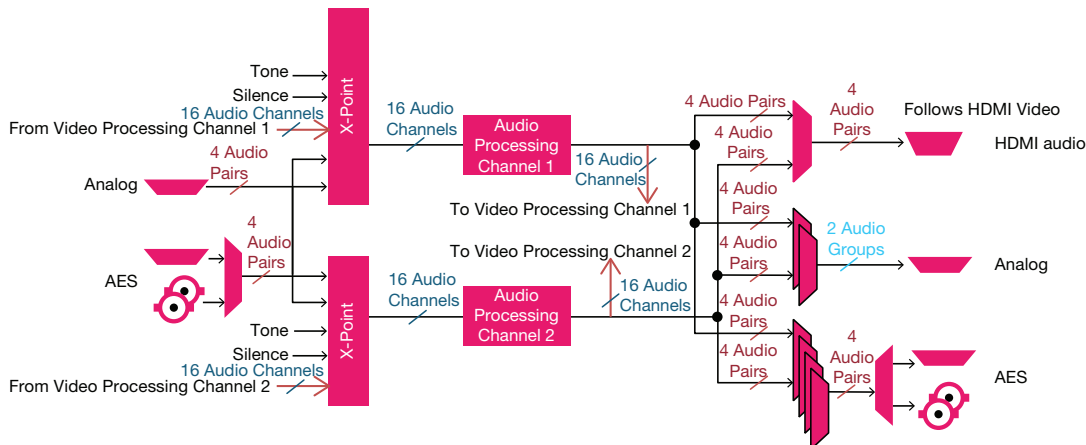 Tone
Silence
16 Audio Channels
From Video Processing Channel 1
4 Audio
Pairs
Analog
X-Point
16 Audio
Channels
Audio
Processing
Channel 1
16 Audio
Channels
To Video Processing Channel 1
4 Audio Pairs
4 Audio
Pairs
4
Audio
Pairs
Follows HDMI Video
HDMI audio
4 Audio
Pairs
4 Audio
Pairs
2 Audio
Groups
Analog
AES
4
Audio
Pairs
X-Point
Tone
Silence
16 Audio Channels
From Video Processing Channel 2
16 Audio
Channels
Audio
Processing
Channel 2
To Video Processing Channel 2
16 Audio
Channels
4 Audio
Pairs
4 Audio
Pairs
4
Audio
Pairs
AES